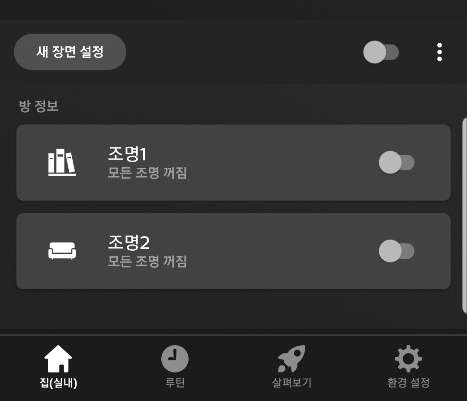 새 장면 설정
방 정보
조명1
모든 조명 꺼짐
조명2
모든 조명 꺼짐
집(실내)
루틴
살펴보기
환경 설정